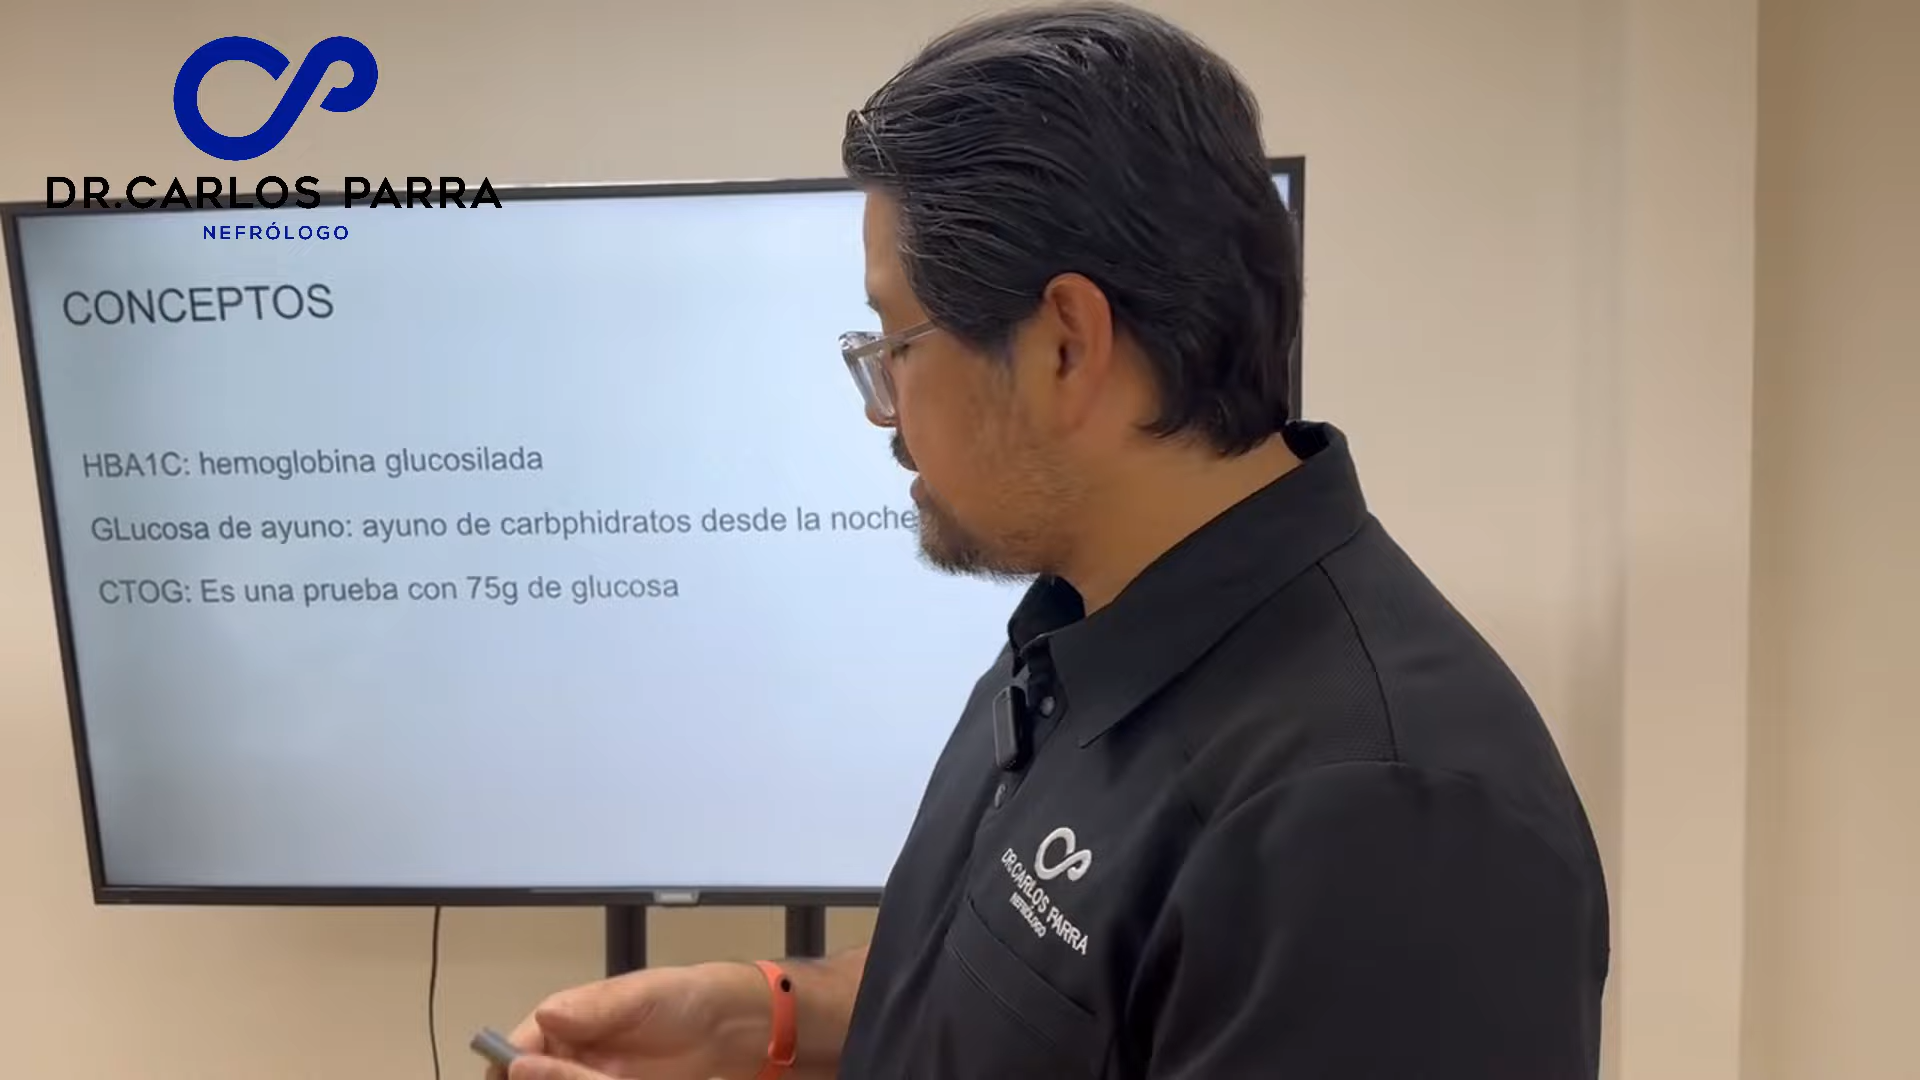 DR.CARLOS PARRA
NEFRÓLOGO
CONCEPTOS
HBA1C: hemoglobina glucosilada
GLucosa de ayuno: ayuno de carbphidratos desde la noche
CTOG: Es una prueba con 75g de glucosa
DR.CARLOS PARRA
NEFRÓLOGO